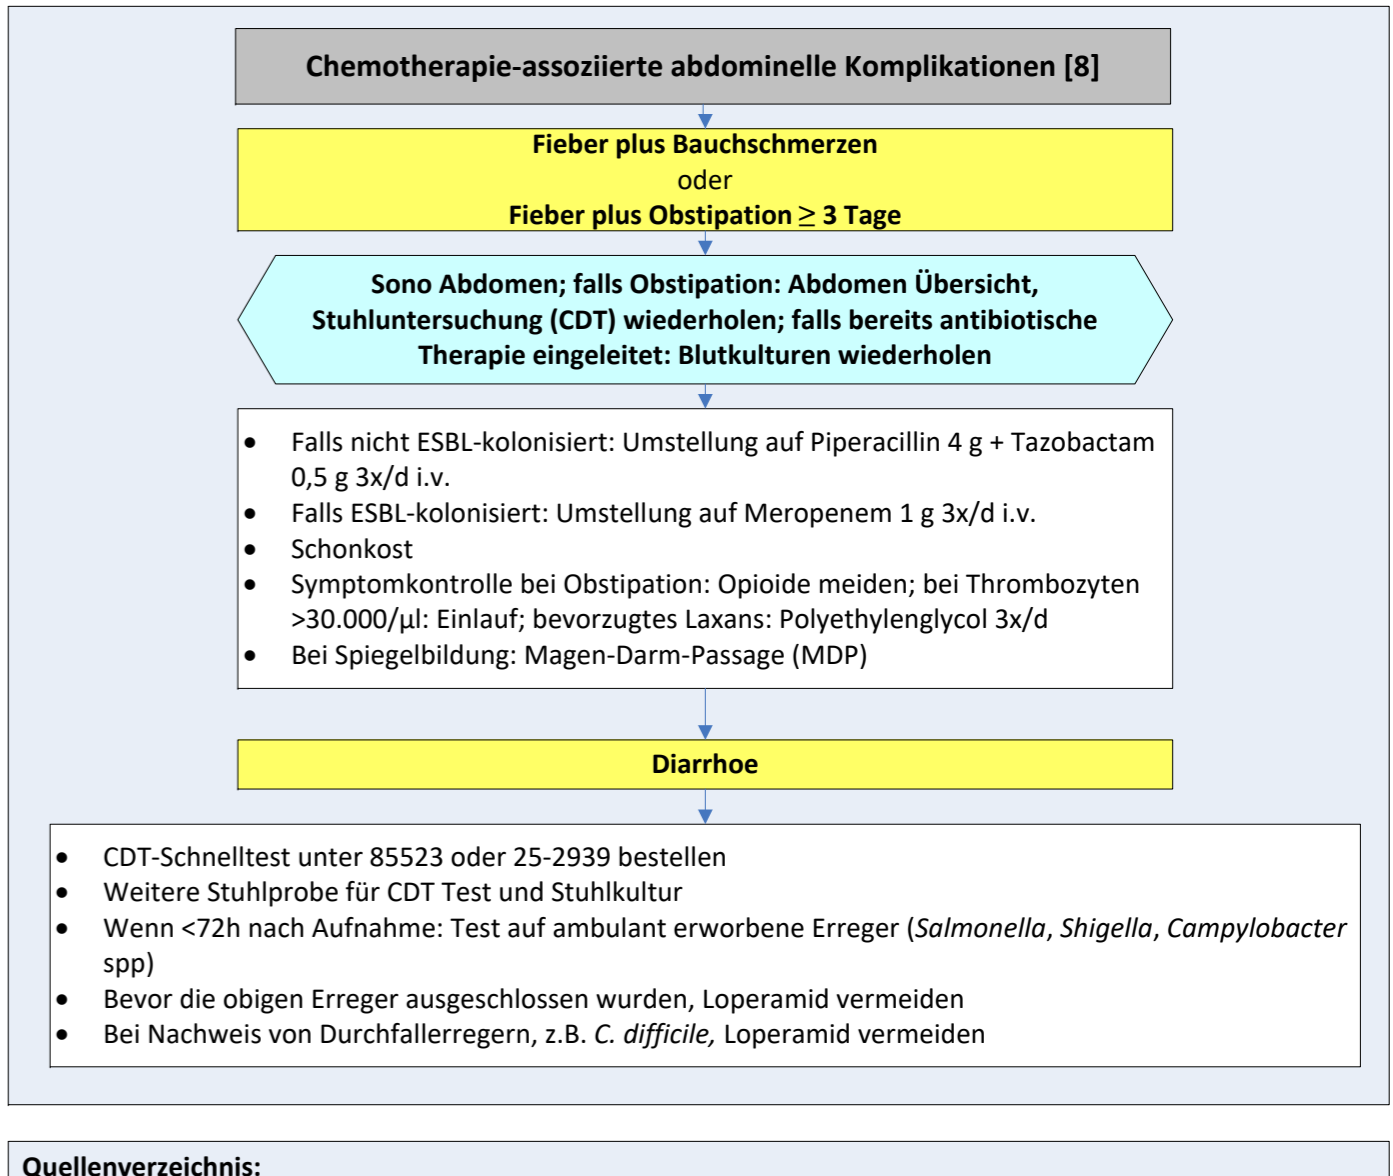 Chemotherapie-assoziierte abdominelle Komplikationen [8]
Fieber plus Bauchschmerzen
oder
Fieber plus Obstipation ≥ 3 Tage
Sono Abdomen; falls Obstipation: Abdomen Übersicht,
Stuhluntersuchung (CDT) wiederholen; falls bereits antibiotische
Therapie eingeleitet: Blutkulturen wiederholen
• Falls nicht ESBL-kolonisiert: Umstellung auf Piperacillin 4 g + Tazobactam
0,5 g 3x/d i.v.
• Falls ESBL-kolonisiert: Umstellung auf Meropenem 1 g 3x/d i.v.
• Schonkost
• Symptomkontrolle bei Obstipation: Opioide meiden; bei Thrombozyten
>30.000/µl: Einlauf; bevorzugtes Laxans: Polyethylenglycol 3x/d
• Bei Spiegelbildung: Magen-Darm-Passage (MDP)
Diarrhoe
• CDT-Schnelltest unter 85523 oder 25-2939 bestellen
• Weitere Stuhlprobe für CDT Test und Stuhlkultur
• Wenn <72h nach Aufnahme: Test auf ambulant erworbene Erreger (Salmonella, Shigella, Campylobacter
spp)
• Bevor die obigen Erreger ausgeschlossen wurden, Loperamid vermeiden
• Bei Nachweis von Durchfallerregern, z.B. C. difficile, Loperamid vermeiden
Quellenverzeichnis: